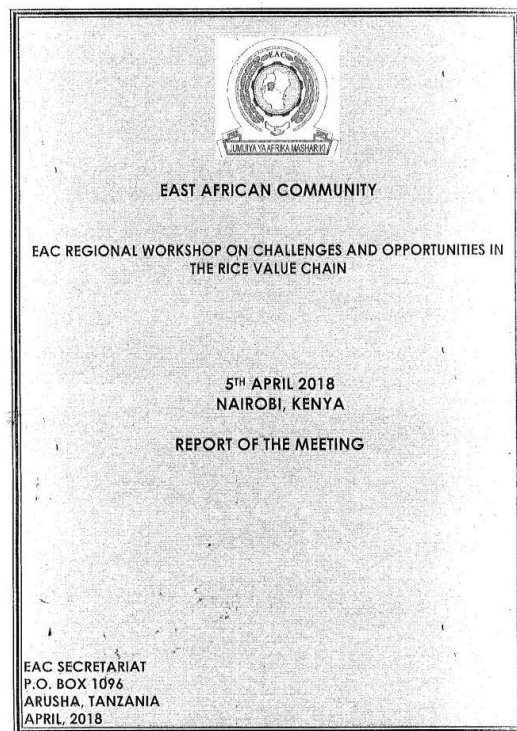 EAC
JUMUIYA YA AFRIKA MASHARIKI
EAST AFRICAN COMMUNITY
EAC REGIONAL WORKSHOP ON CHALLENGES AND OPPORTUNITIES IN
THE RICE VALUE CHAIN
5TH APRIL 2018
NAIROBI, KENYA
REPORT OF THE MEETING
EAC SECRETARIAT
P.O. BOX 1096
ARUSHA, TANZANIA
APRIL, 2018